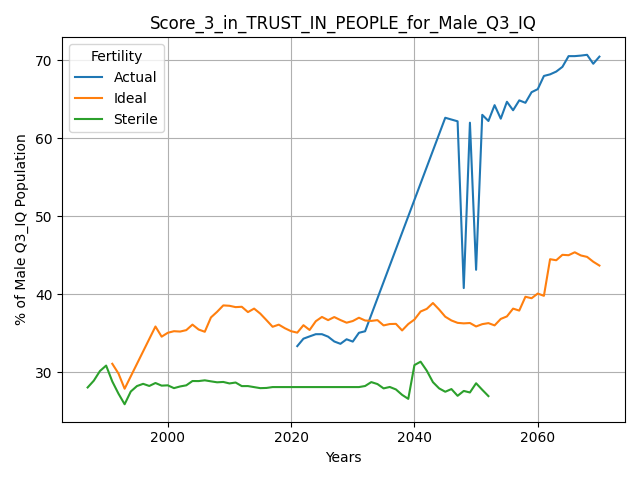 Score_3_in_TRUST_IN_PEOPLE_for_Male_Q3_IQ
Fertility
Actual
Ideal
Sterile
% of Male Q3_IQ Population
70
60
50
40
30
2000
2020
2040
2060
Years